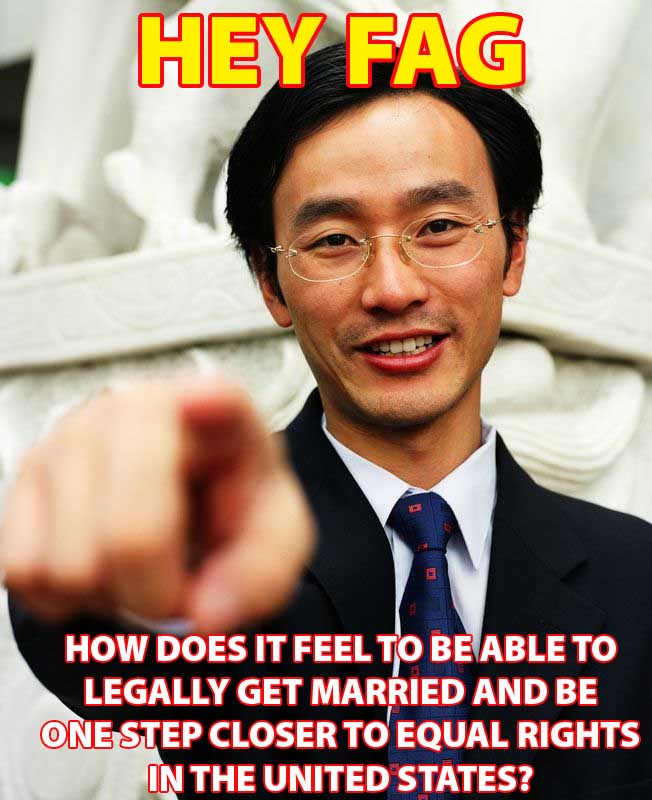 HEY FAG
HOW DOES IT FEEL TO BE ABLE TO
LEGALLY GET MARRIED AND BE
ONE STEP CLOSER TO EQUAL RIGHTS
IN THE UNITED STATES?